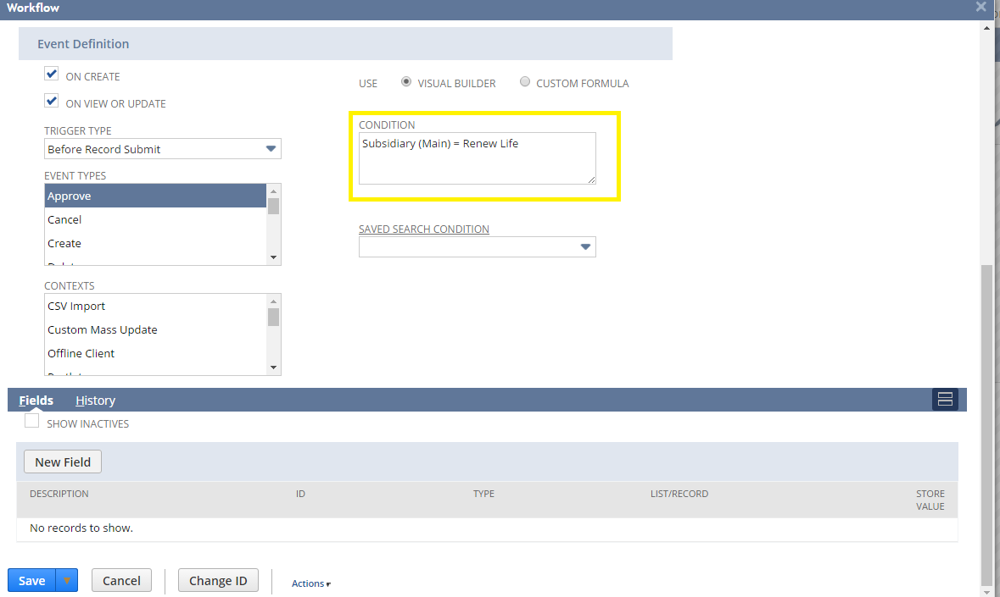 Workflow
Event Definition
ON CREATE
ON VIEW OR UPDATE
TRIGGER TYPE
Before Record Submit
EVENT TYPES
Approve
Cancel
Create
CONTEXTS
CSV Import
Custom Mass Update
Offline Client
USE VISUAL BUILDER CUSTOM FORMULA
CONDITION
Subsidiary (Main) = Renew Life
SAVED SEARCH CONDITION
Fields History
SHOW INACTIVES
New Field
DESCRIPTION ID TYPE LIST/RECORD STORE
VALUE
No records to show.
Save Cancel Change ID Actions